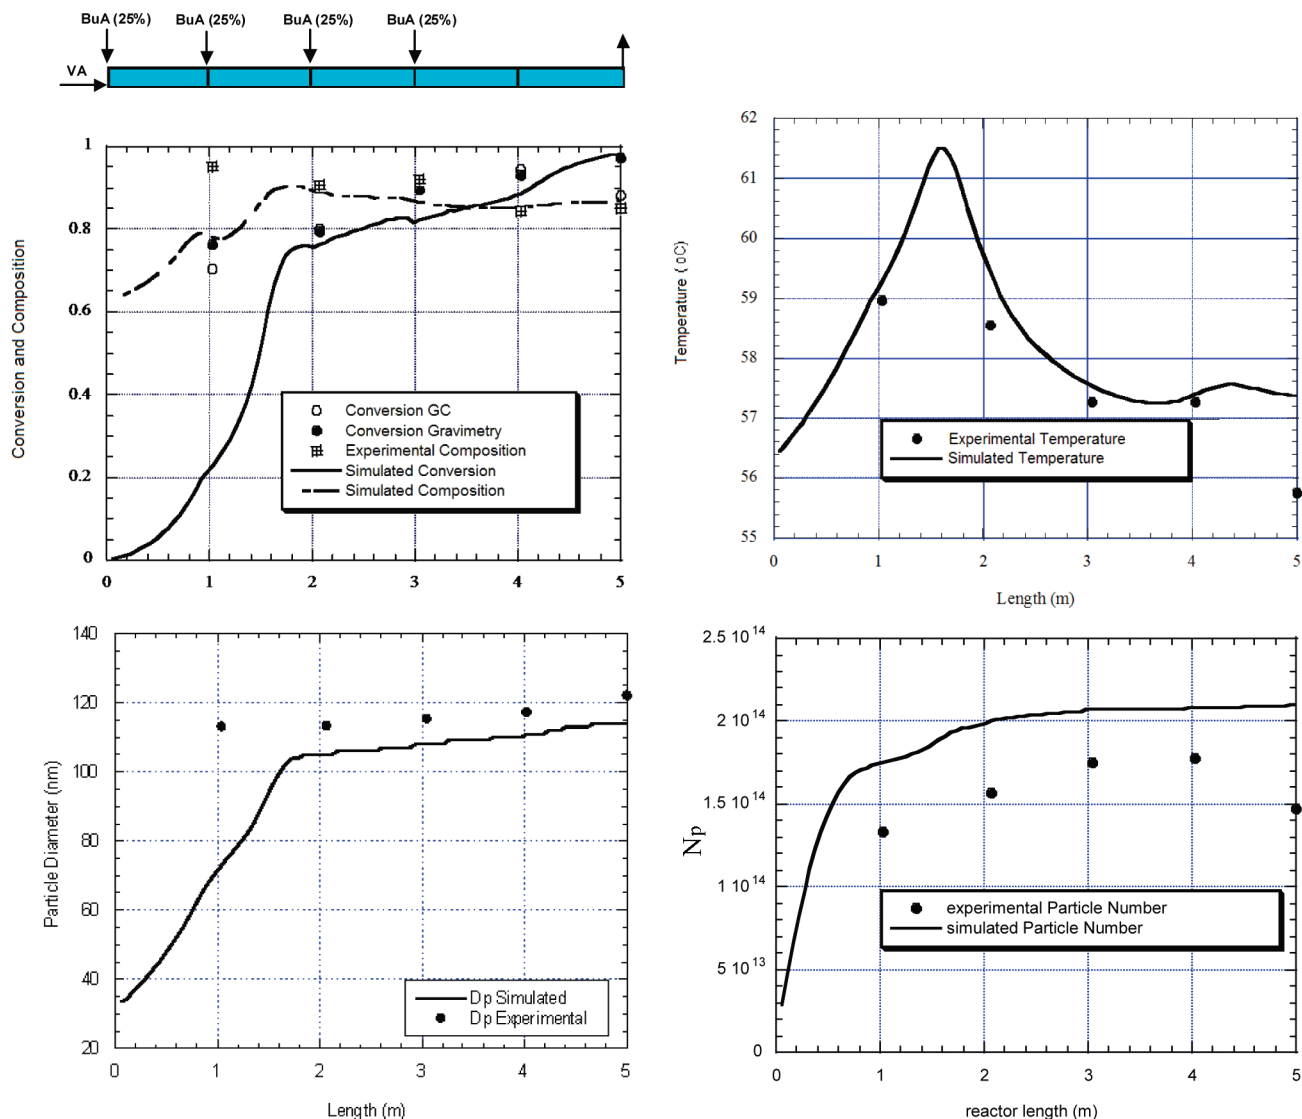 BuA (25%) BuA (25%) BuA (25%) BuA (25%)
VA
Conversion and Composition
1
0.8
0.6
0.4
0.2
0
Conversion GC
Conversion Gravimetry
Experimental Composition
Simulated Conversion
Simulated Composition
0 1 2 3 4 5
Temperature ( oC)
62
61
60
59
58
57
56
55
Experimental Temperature
Simulated Temperature
0 1 2 3 4 5
Length (m)
Particle Diameter (nm)
140
120
100
80
60
40
20
Dp Simulated
Dp Experimental
0 1 2 3 4 5
Length (m)
Np
2.5 10^14
2 10^14
1.5 10^14
1 10^14
5 10^13
0
experimental Particle Number
simulated Particle Number
0 1 2 3 4 5
reactor length (m)